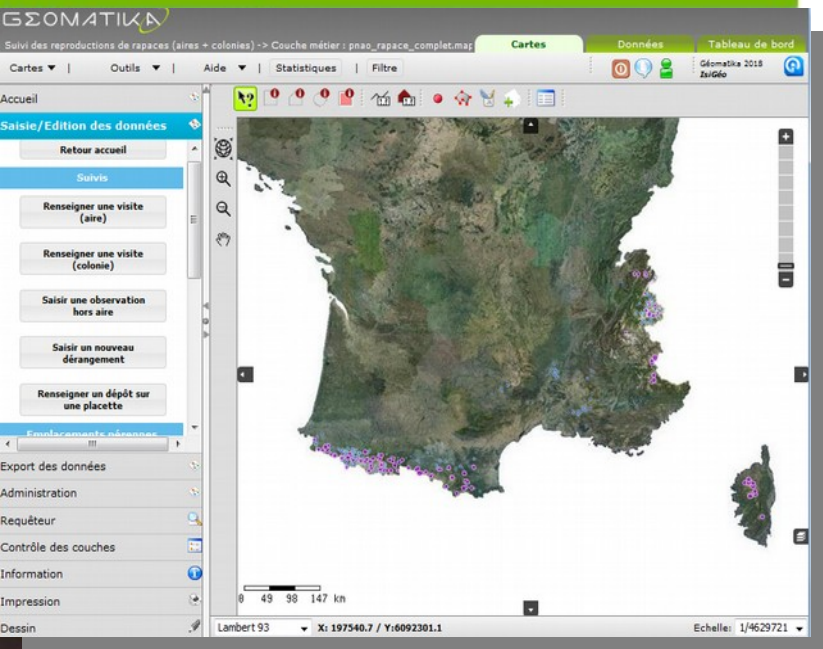 GEOMATIKA
Suivi des reproductions de rapaces (aires + colonies) -> Couche métier : pnao_rapace_complet.map
Cartes
Données
Tableau de bord
Cartes ▼ | Outils ▼ | Aide ▼ | Statistiques | Filtre
Géomatika 2018
IsiGéo
Accueil
Saisie/Edition des données
Retour accueil
Suivis
Renseigner une visite
(aire)
Renseigner une visite
(colonie)
Saisir une observation
hors aire
Saisir un nouveau
dérangement
Renseigner un dépôt sur
une placette
Emplacements pérennes
Export des données
Administration
Requêteur
Contrôle des couches
Information
Impression
Dessin
0 49 98 147 km
Lambert 93 ▼ X: 197540.7 / Y:6092301.1
Echelle: 1/4629721 ▼